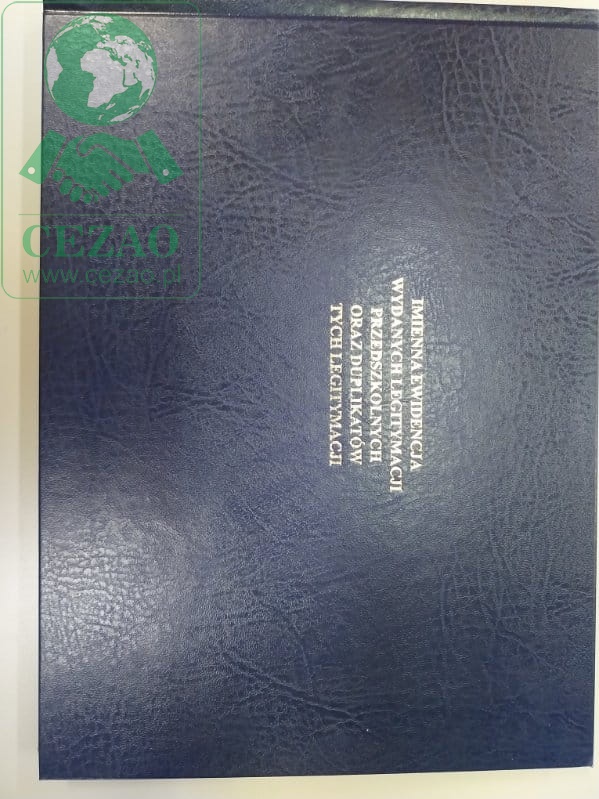 CEZAO
www.cezao.pl
IMIENNA EWIDENCJA
WYDANYCH LEGITYMACJI
PRZEDSZKOLNYCH
ORAZ DUPLIKATÓW
TYCH LEGITYMACJI